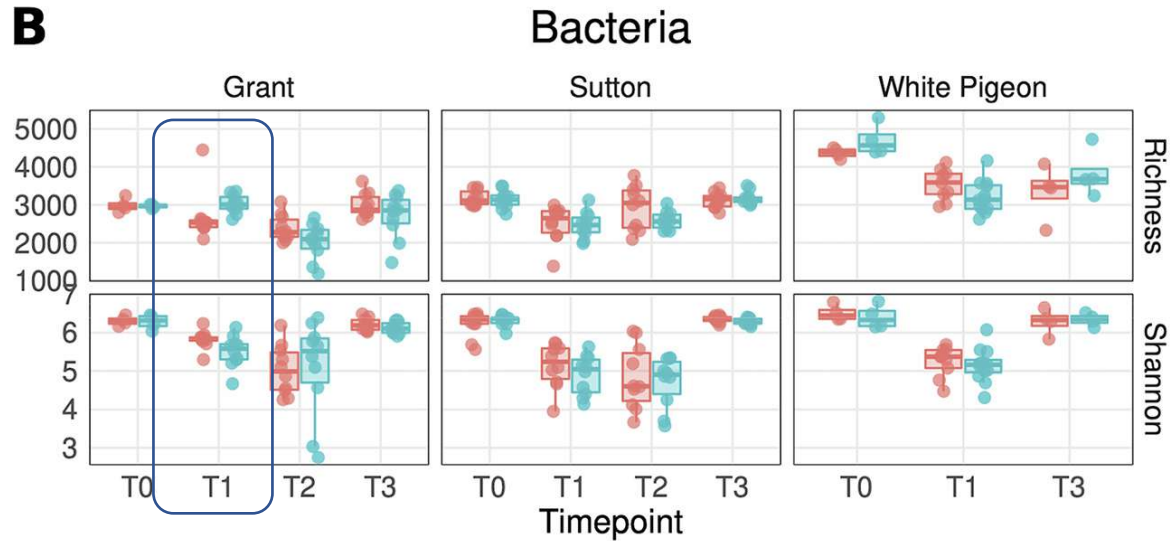 B
Bacteria
Grant Sutton White Pigeon
5000
4000
3000
2000
1000
Richness
7
6
5
4
3
Shannon
T0 T1 T2 T3 T0 T1 T2 T3 T0 T1 T3
Timepoint